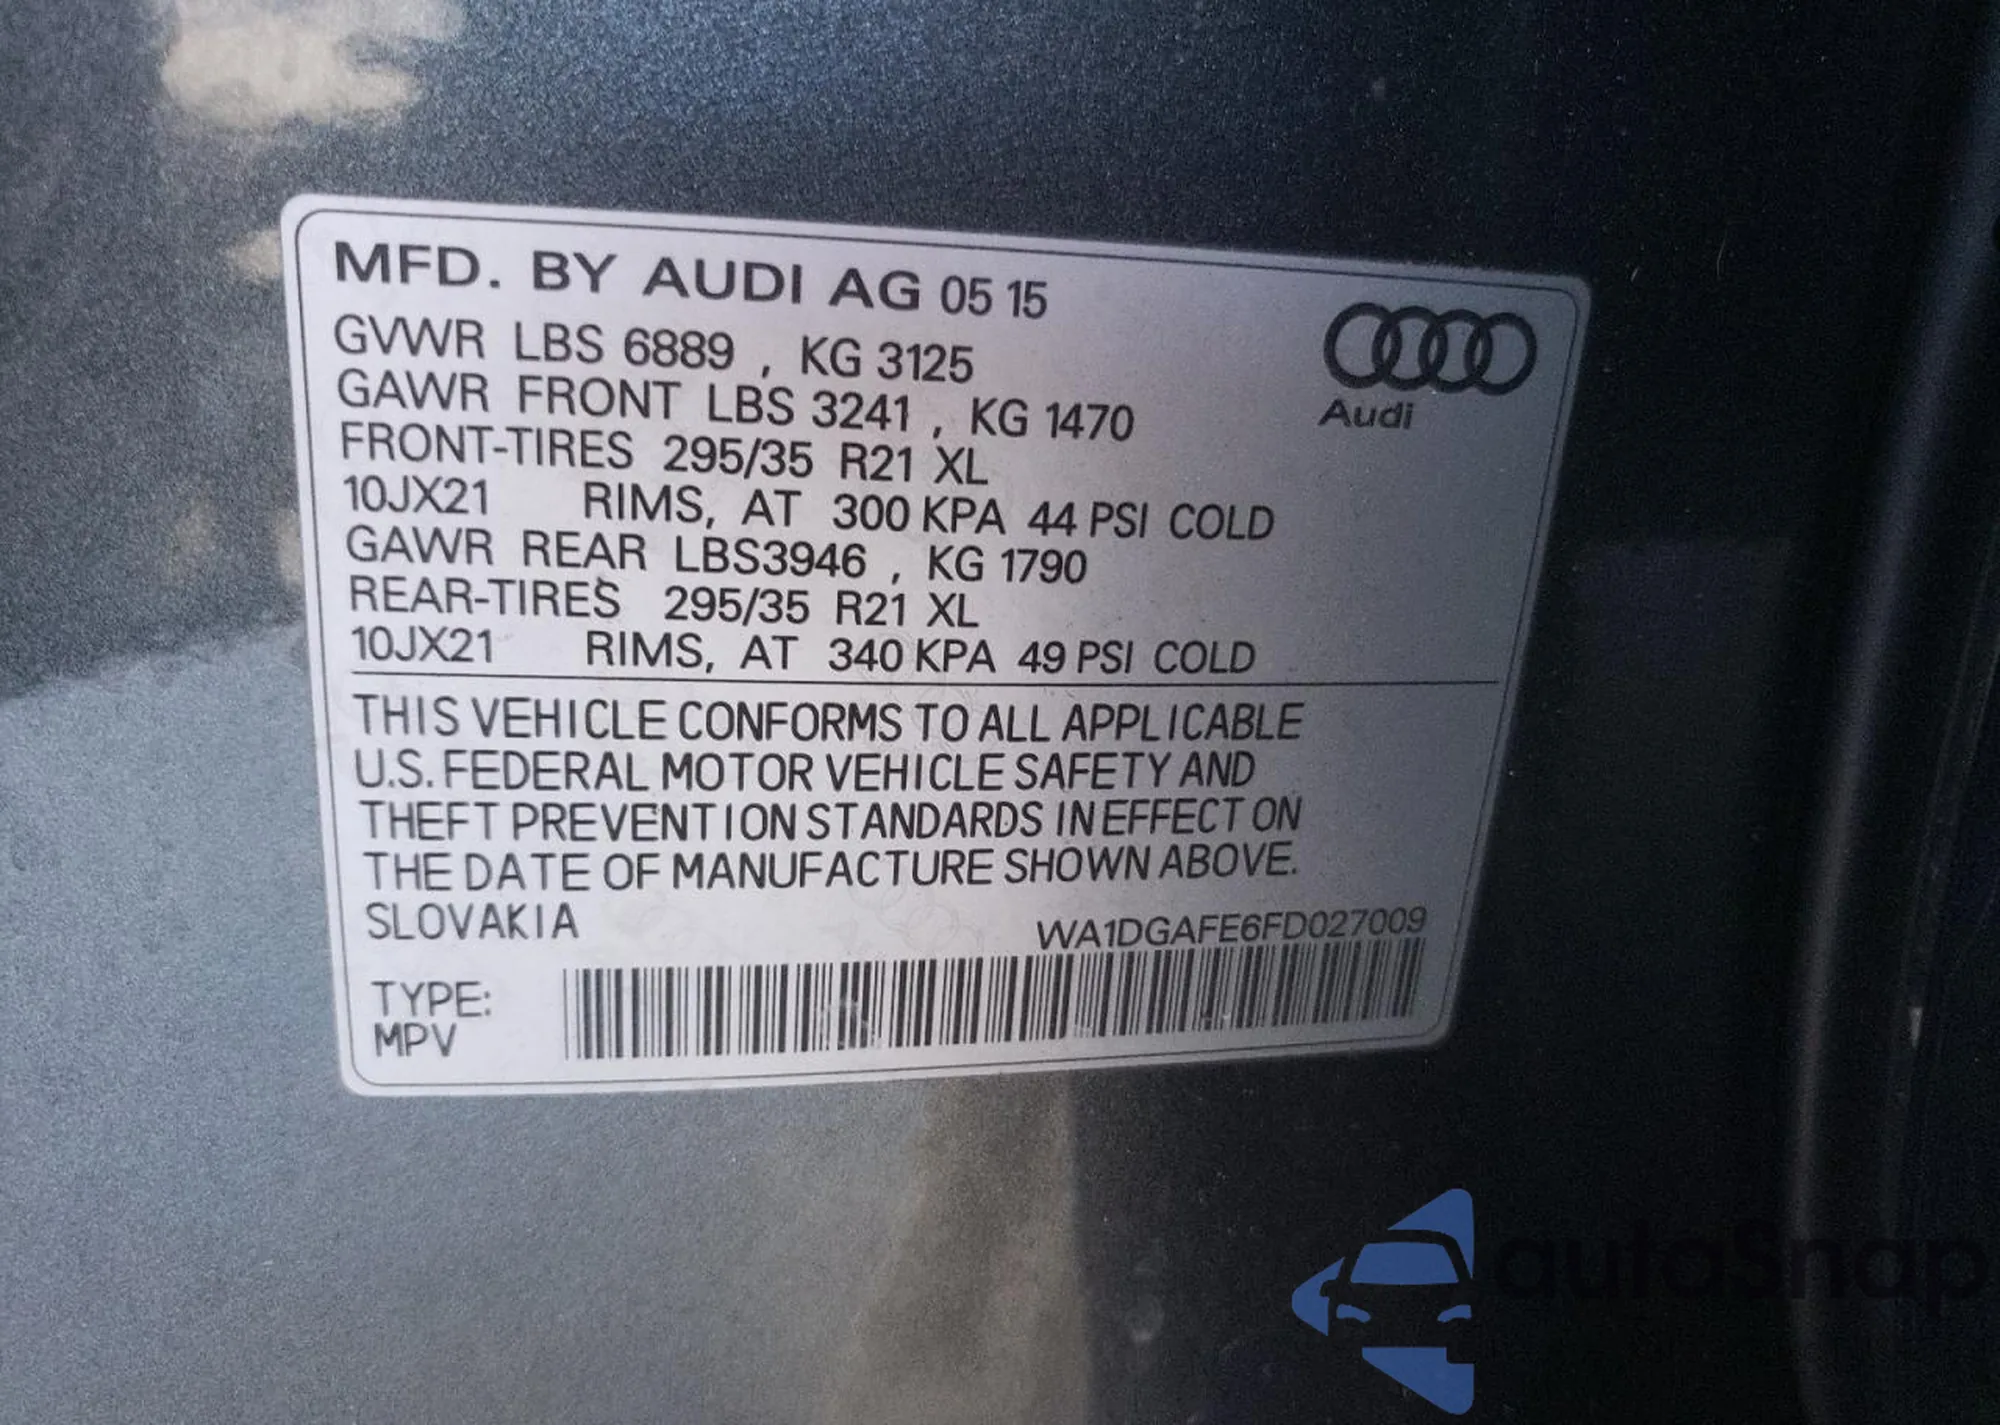 MFD. BY AUDI AG 05 15
GVWR LBS 6889 , KG 3125
GAWR FRONT LBS 3241 , KG 1470
FRONT-TIRES 295/35 R21 XL
10JX21 RIMS, AT 300 KPA 44 PSI COLD
GAWR REAR LBS3946 , KG 1790
REAR-TIRES 295/35 R21 XL
10JX21 RIMS, AT 340 KPA 49 PSI COLD
Audi
THIS VEHICLE CONFORMS TO ALL APPLICABLE
U.S. FEDERAL MOTOR VEHICLE SAFETY AND
THEFT PREVENTION STANDARDS IN EFFECT ON
THE DATE OF MANUFACTURE SHOWN ABOVE.
SLOVAKIA
WA1DGAFE6FD027009
TYPE:
MPV
autoSnap